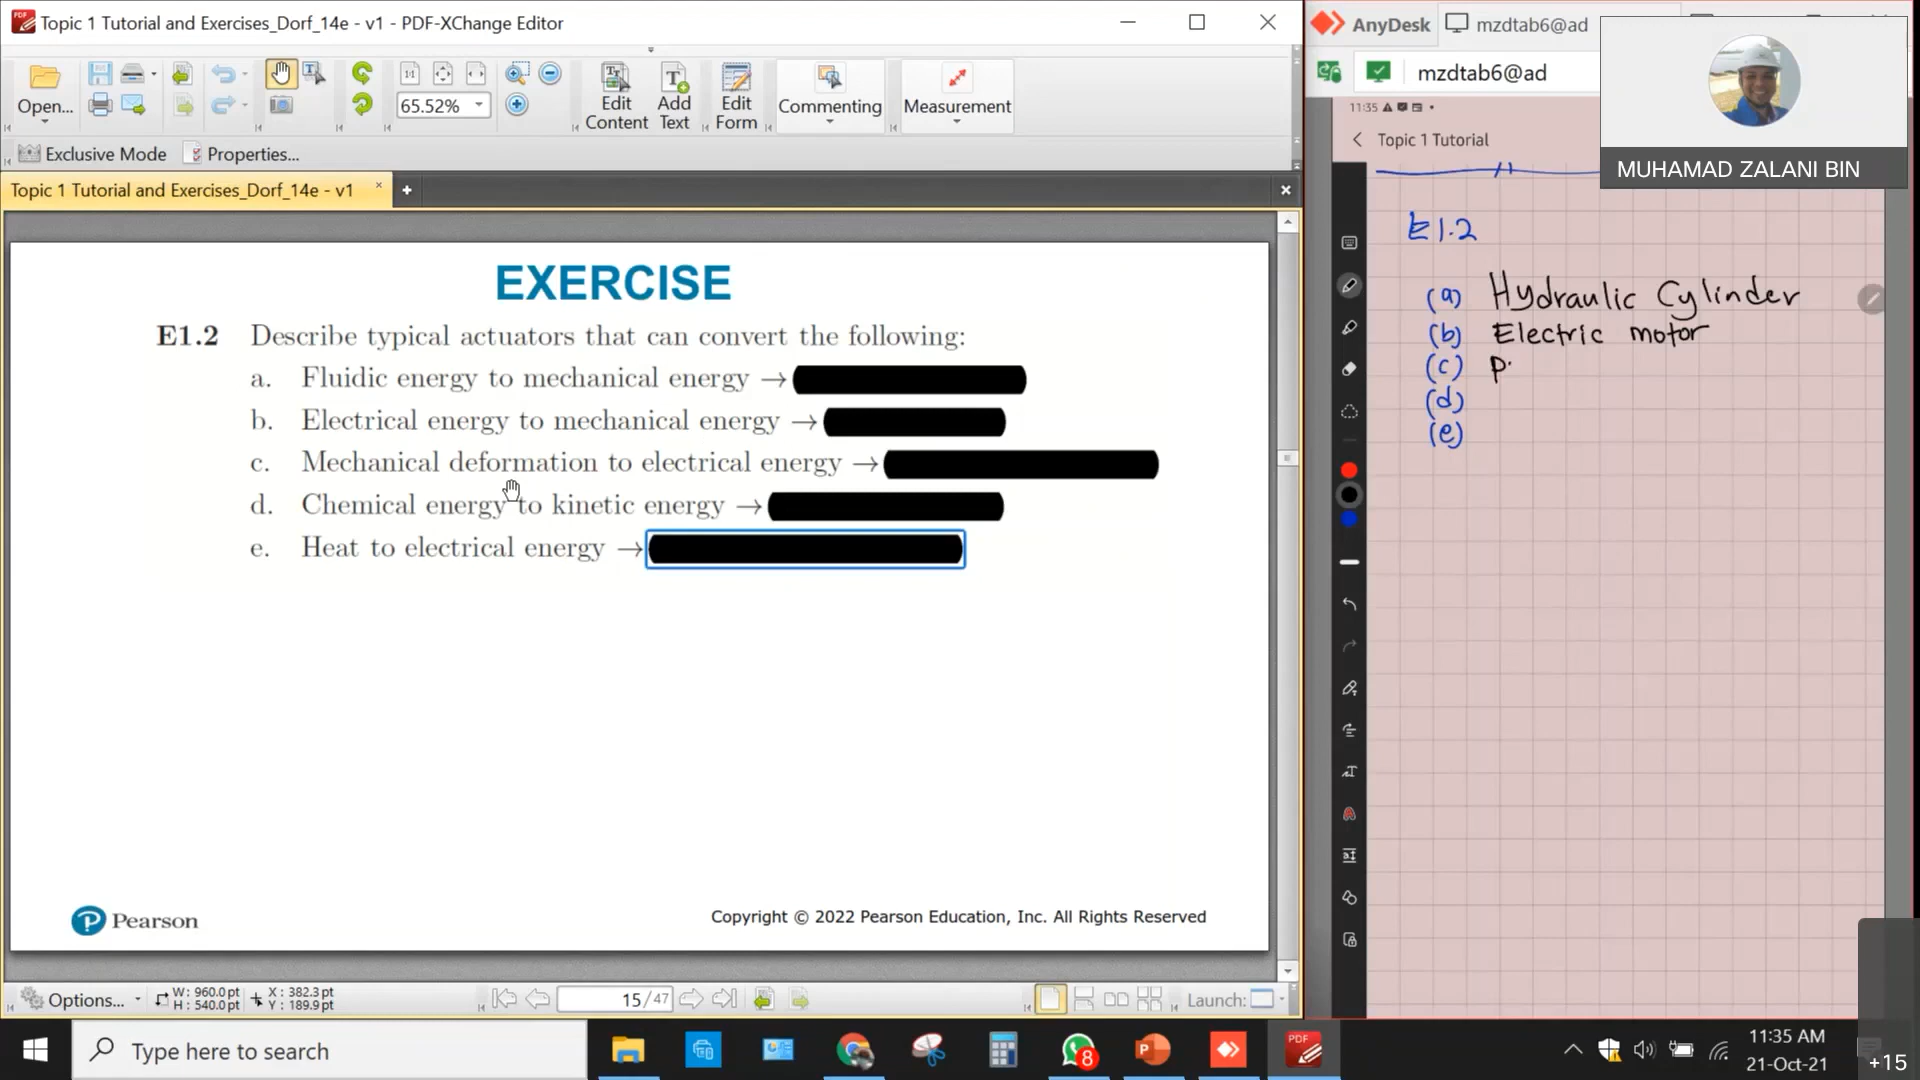 Topic 1 Tutorial and Exercises_Dorf_14e - v1 - PDF-XChange Editor
Open...
65.52%
Edit Content
Add Text
Edit Form
Commenting
Measurement
Exclusive Mode
Properties...
Topic 1 Tutorial and Exercises_Dorf_14e - v1
EXERCISE
E1.2 Describe typical actuators that can convert the following:
a. Fluidic energy to mechanical energy →
b. Electrical energy to mechanical energy →
c. Mechanical deformation to electrical energy →
d. Chemical energy to kinetic energy →
e. Heat to electrical energy →
Pearson
Copyright © 2022 Pearson Education, Inc. All Rights Reserved
Options...
W: 960.0 pt
H: 540.0 pt
X: 382.3 pt
Y: 189.9 pt
15 / 47
Launch:
AnyDesk
mzdtab6@ad
mzdtab6@ad
MUHAMAD ZALANI BIN
11:35
Topic 1 Tutorial
E1.2
(a) Hydraulic Cylinder
(b) Electric motor
(c) P
(d)
(e)
Type here to search
8
PDF
11:35 AM
21-Oct-21
+15